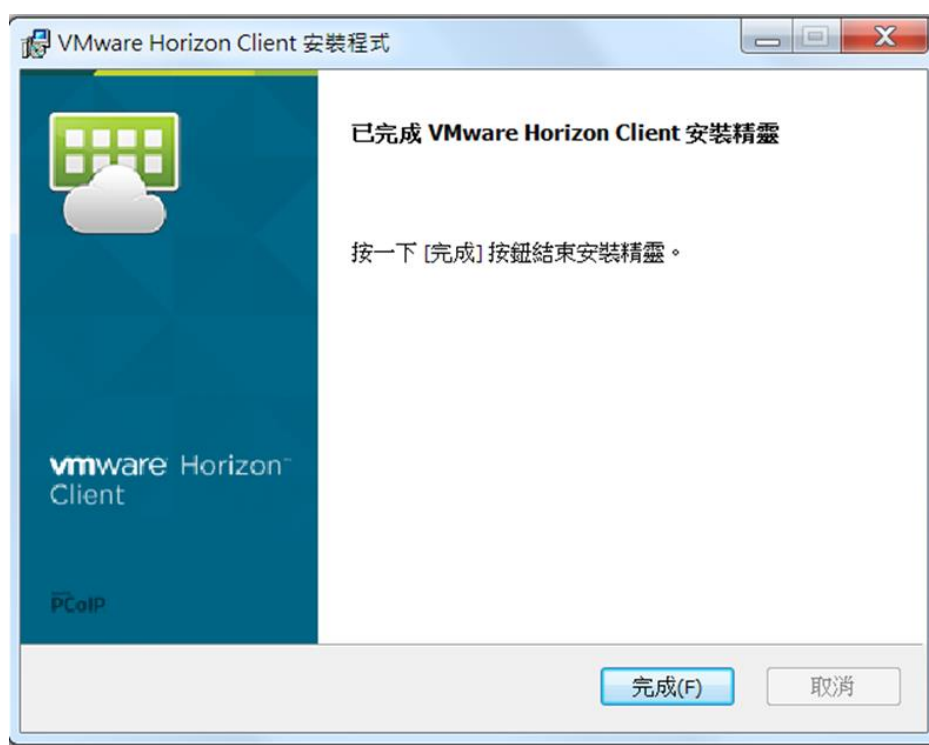 VMware Horizon Client 安裝程式
已完成 VMware Horizon Client 安裝精靈
按一下 [完成] 按鈕結束安裝精靈。
vmware Horizon™
Client
PCoIP
完成(F)
取消